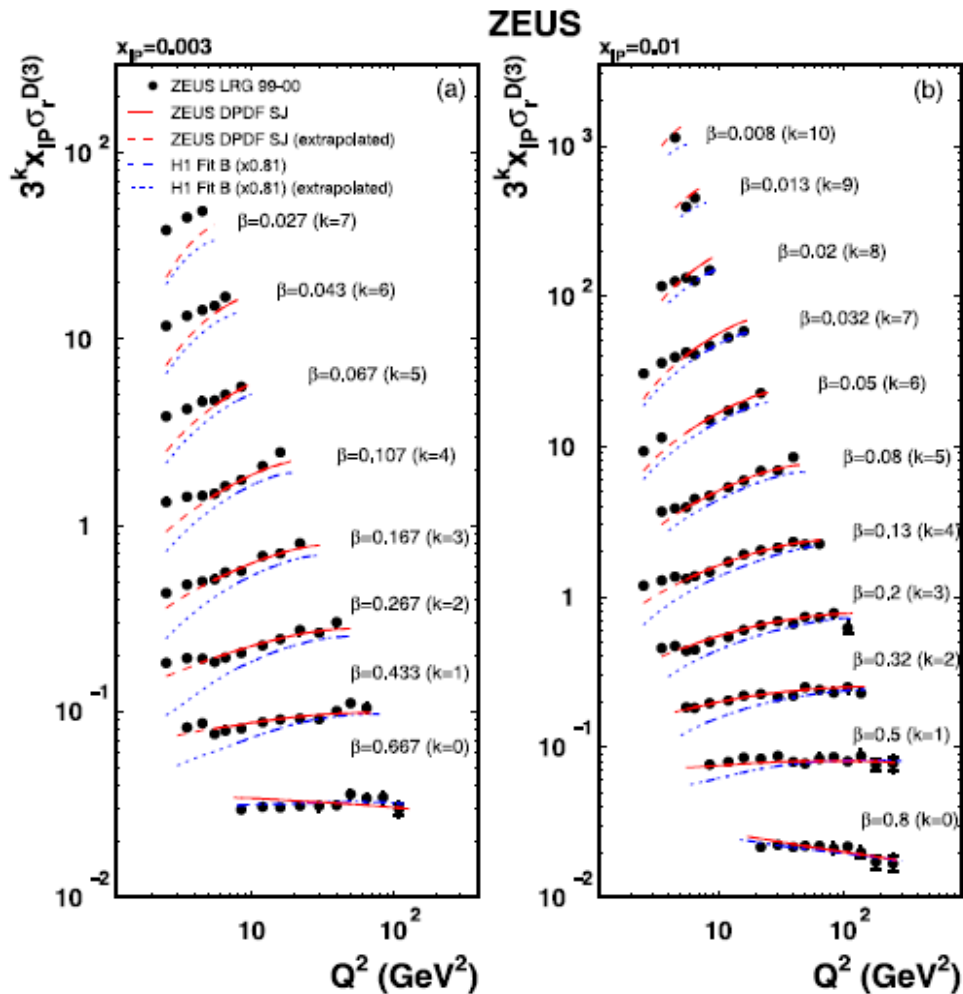 ZEUS
x_IP=0.003
x_IP=0.01
3^k x_IP σ_r^D(3)
(a)
ZEUS LRG 99-00
ZEUS DPDF SJ
ZEUS DPDF SJ (extrapolated)
H1 Fit B (x0.81)
H1 Fit B (x0.81) (extrapolated)
10^2
10
1
10^-1
10^-2
β=0.027 (k=7)
β=0.043 (k=6)
β=0.067 (k=5)
β=0.107 (k=4)
β=0.167 (k=3)
β=0.267 (k=2)
β=0.433 (k=1)
β=0.667 (k=0)
10
10^2
Q^2 (GeV^2)
3^k x_IP σ_r^D(3)
(b)
10^3
10^2
10
1
10^-1
10^-2
β=0.008 (k=10)
β=0.013 (k=9)
β=0.02 (k=8)
β=0.032 (k=7)
β=0.05 (k=6)
β=0.08 (k=5)
β=0.13 (k=4)
β=0.2 (k=3)
β=0.32 (k=2)
β=0.5 (k=1)
β=0.8 (k=0)
10
10^2
Q^2 (GeV^2)